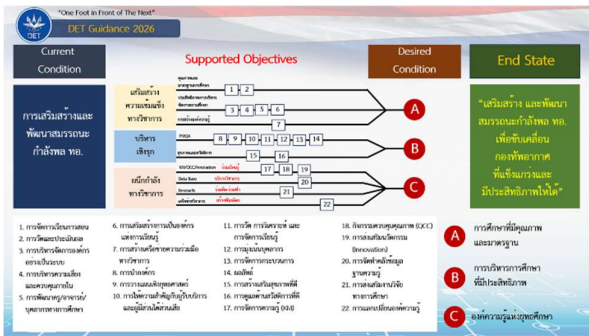 "One Foot in Front of The Next"
DET
DET Guidance 2026
Current
Condition
Supported Objectives
Desired
Condition
End State
การเสริมสร้างและ
พัฒนาสมรรถนะ
กำลังพล ทอ.
เสริมสร้าง
ความเข้มแข็ง
ทางวิชาการ
คุณภาพและ
มาตรฐานการศึกษา
1 2
3 4 5 6
7
A
บริหาร
เชิงรุก
PMQA
8 9 10 11 12 13 14
15 16
B
ผนึกกำลัง
ทางวิชาการ
17 18 19
Data Base บริการวิชาการ
20
Research
21
22
C
"เสริมสร้าง และพัฒนา
สมรรถนะกำลังพล ทอ.
เพื่อขับเคลื่อน
กองทัพอากาศ
ที่แข็งแกร่งและ
มีประสิทธิภาพให้ได้"
1. การจัดการเรียนการสอน
2. การวัดและประเมินผล
3. การบริหารจัดการองค์กร
อย่างเป็นระบบ
4. การบริหารความเสี่ยง
และควบคุมภายใน
5. การพัฒนาครู/อาจารย์/
บุคลากรทางการศึกษา
6. การเสริมสร้างการเป็นองค์กร
แห่งการเรียนรู้
7. การสร้างเครือข่ายความร่วมมือ
ทางวิชาการ
8. การนำองค์กร
9. การวางแผนเชิงยุทธศาสตร์
10. การให้ความสำคัญกับผู้รับบริการ
และผู้มีส่วนได้ส่วนเสีย
11. การวัด การวิเคราะห์ และ
การจัดการเรียนรู้
12. การมุ่งเน้นบุคลากร
13. การจัดการกระบวนการ
14. ผลลัพธ์
15. การสร้างเสริมสุขภาพที่ดี
16. การดูแลด้านสวัสดิการที่ดี
17. การจัดการความรู้ (KM)
18. กิจกรรมควบคุมคุณภาพ (QCC)
19. การส่งเสริมนวัตกรรม
(Innovation)
20. การจัดทำคลังข้อมูล
ฐานความรู้
21. การส่งเสริมงานวิจัย
ทางการศึกษา
22. การแลกเปลี่ยนองค์ความรู้
A
การศึกษาที่มีคุณภาพ
และมาตรฐาน
B
การบริหารการศึกษา
ที่มีประสิทธิภาพ
C
องค์ความรู้แห่งยุทธศึกษา